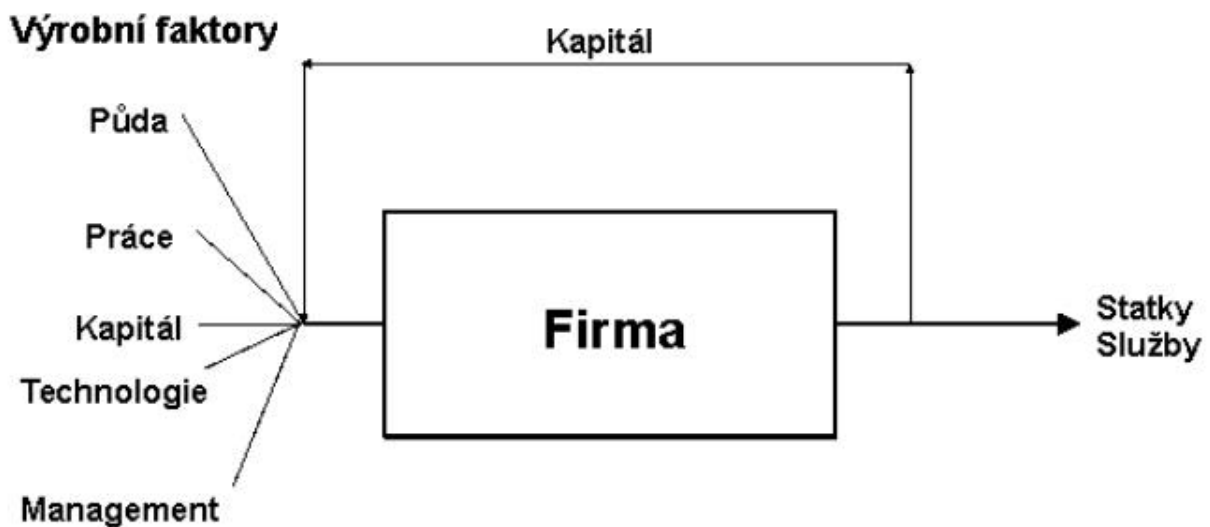 Výrobní faktory
Kapitál
Půda
Práce
Kapitál
Technologie
Management
Firma
Statky
Služby